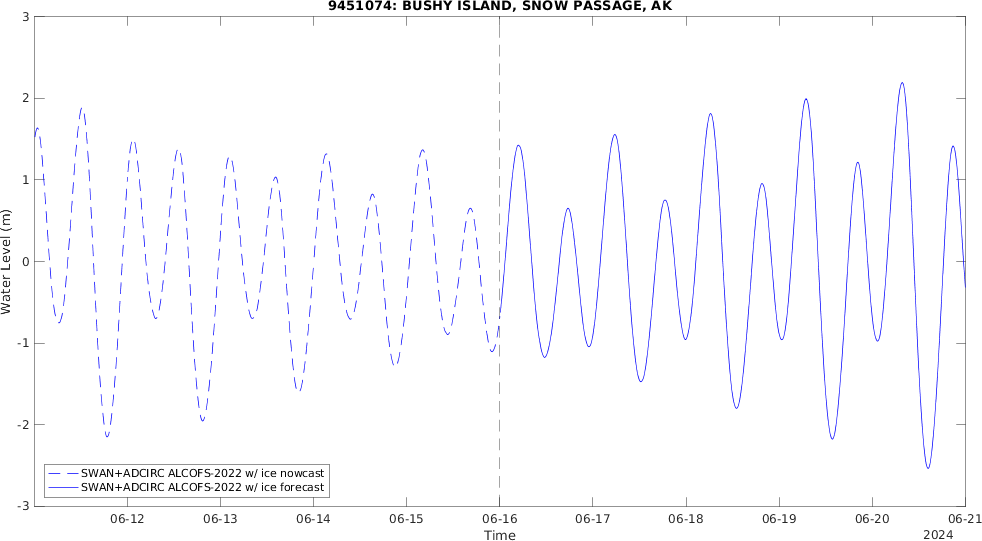 9451074: BUSHY ISLAND, SNOW PASSAGE, AK
Water Level (m)
3
2
1
0
-1
-2
-3
SWAN+ADCIRC ALCOFS-2022 w/ ice nowcast
SWAN+ADCIRC ALCOFS-2022 w/ ice forecast
06-12 06-13 06-14 06-15 06-16 06-17 06-18 06-19 06-20 06-21
Time
2024